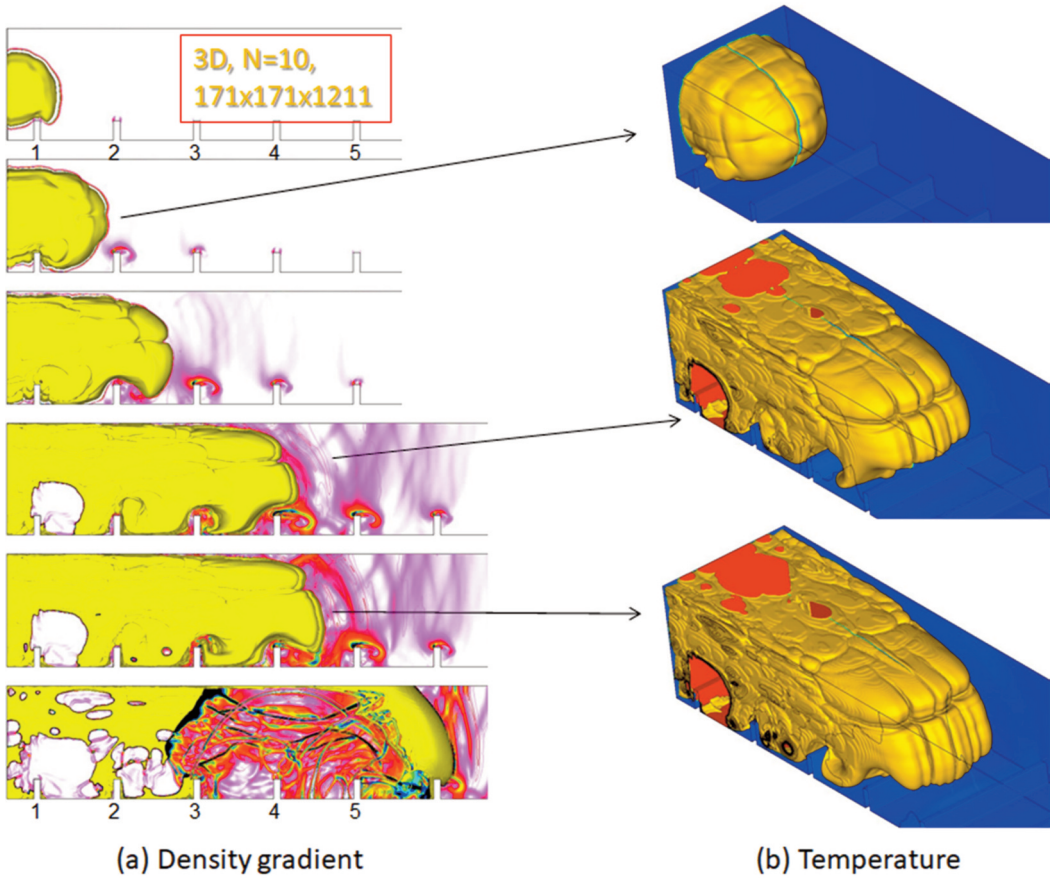 3D, N=10,
171x171x1211
1 2 3 4 5
1 2 3 4 5
(a) Density gradient
(b) Temperature